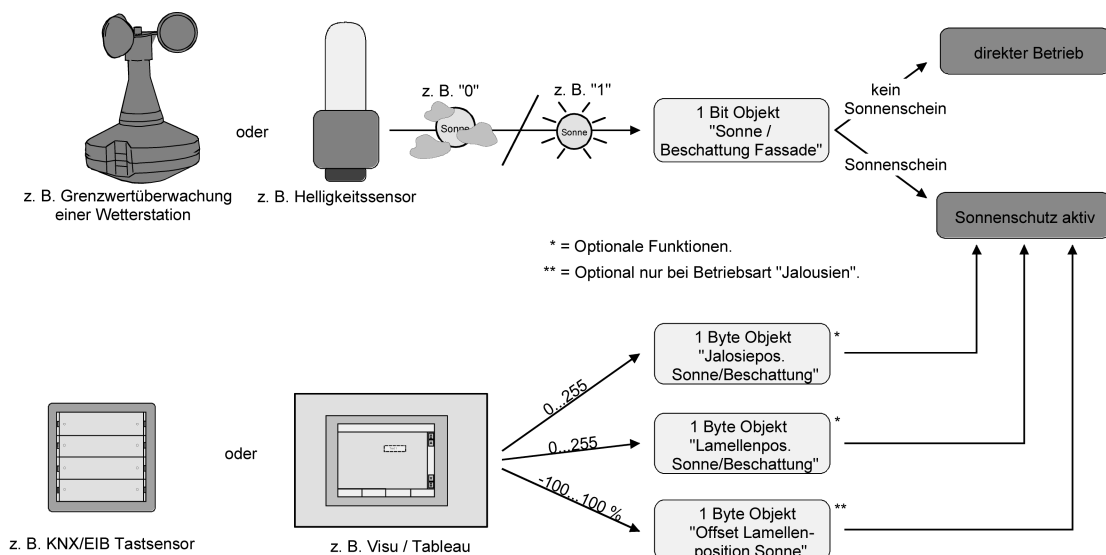 direkter Betrieb
z. B. "0"
z. B. "1"
kein
Sonnenschein
1 Bit Objekt
"Sonne /
Beschattung Fassade"
Sonne
Sonne
oder
Sonnenschein
z. B. Grenzwertüberwachung
einer Wetterstation
z. B. Helligkeitssensor
Sonnenschutz aktiv
* = Optionale Funktionen.
** = Optional nur bei Betriebsart "Jalousien".
1 Byte Objekt
"Jalosiepos.
Sonne/Beschattung"
*
0...255
1 Byte Objekt
"Lamellenpos.
Sonne/Beschattung"
*
0...255
oder
-100...100 %
1 Byte Objekt
"Offset Lamellen-
position Sonne"
**
z. B. KNX/EIB Tastsensor
z. B. Visu / Tableau